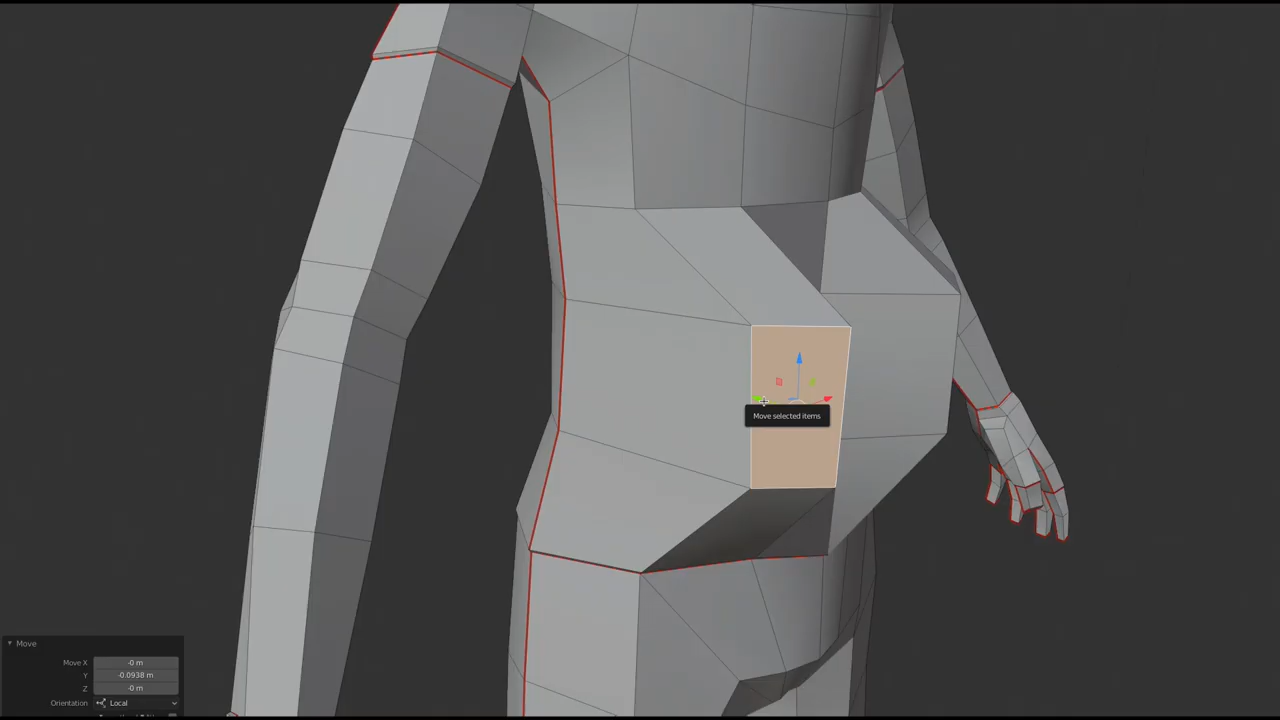 Move selected items
Move
Move X -0 m
Y -0.0938 m
Z -0 m
Orientation Local